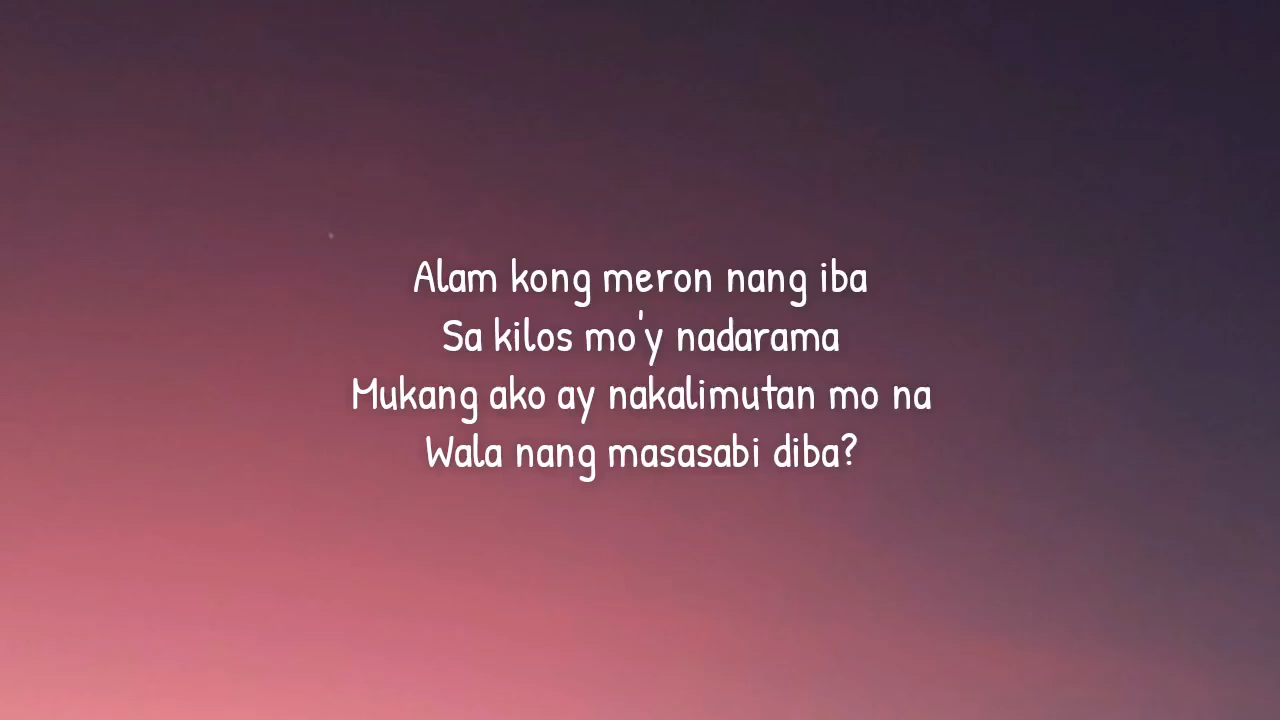 Alam kong meron nang iba
Sa kilos mo'y nadarama
Mukang ako ay nakalimutan mo na
Wala nang masasabi diba?